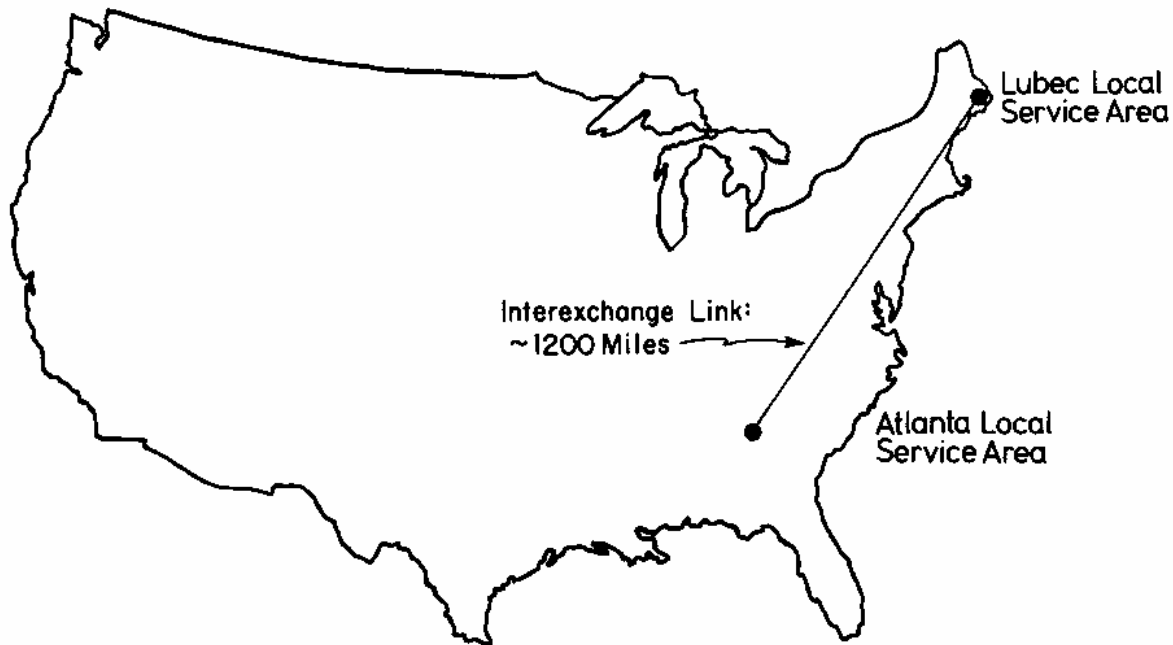 Lubec Local
Service Area
Interexchange Link:
~1200 Miles
Atlanta Local
Service Area